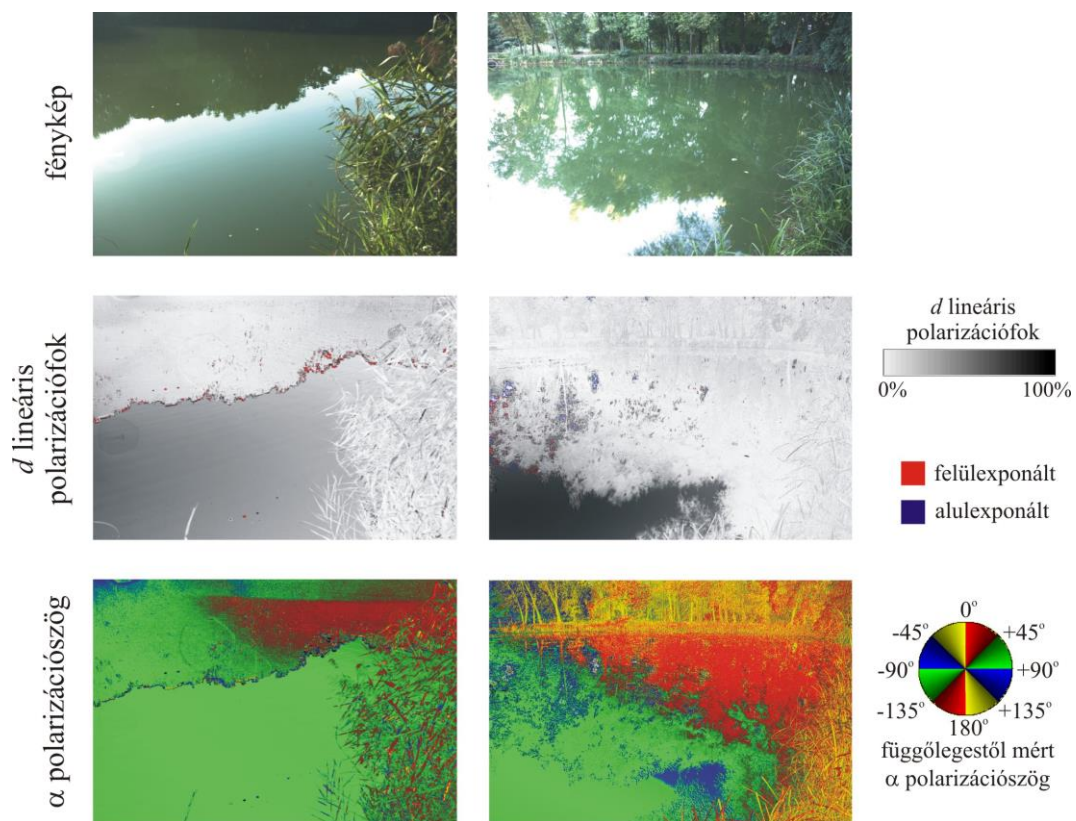 fénykép
d lineáris
polarizációfok
d lineáris
polarizációfok
0% 100%
felülexponált
alulexponált
α polarizációszög
0°
-45° +45°
-90° +90°
-135° +135°
180°
függőlegestől mért
α polarizációszög